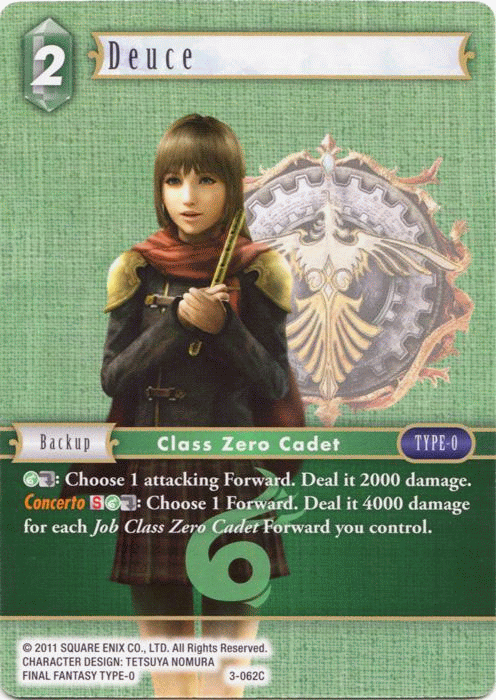 2
Deuce
Backup
Class Zero Cadet
TYPE-0
: Choose 1 attacking Forward. Deal it 2000 damage.
Concerto S : Choose 1 Forward. Deal it 4000 damage
for each Job Class Zero Cadet Forward you control.
© 2011 SQUARE ENIX CO., LTD. All Rights Reserved.
CHARACTER DESIGN: TETSUYA NOMURA
FINAL FANTASY TYPE-0
3-062C